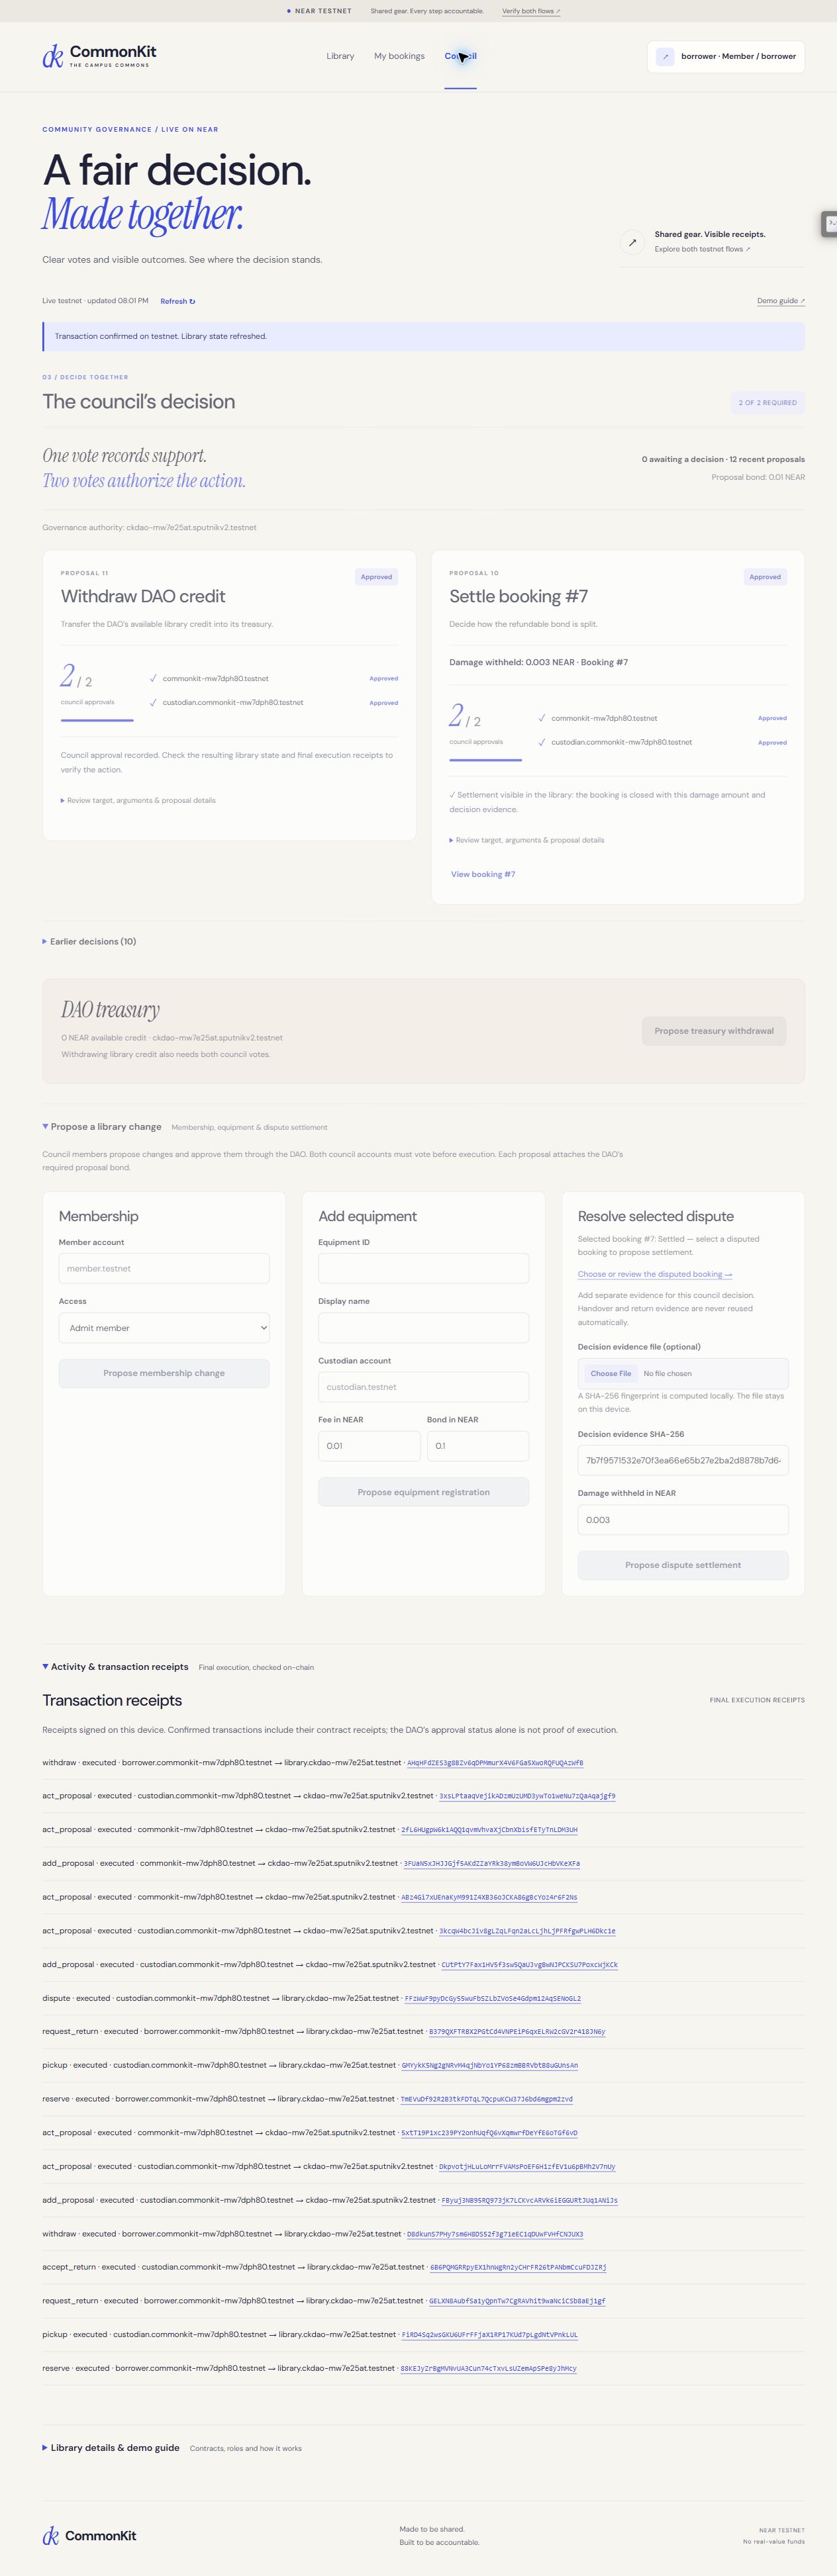 NEAR TESTNET
Shared gear. Every step accountable.
Verify both flows ↗
CommonKit
THE CAMPUS COMMONS
Library
My bookings
Council
borrower · Member / borrower
COMMUNITY GOVERNANCE / LIVE ON NEAR
A fair decision.
Made together.
Clear votes and visible outcomes. See where the decision stands.
Shared gear. Visible receipts.
Explore both testnet flows ↗
Live testnet · updated 08:01 PM
Refresh ↻
Demo guide ↗
Transaction confirmed on testnet. Library state refreshed.
03 / DECIDE TOGETHER
The council's decision
2 OF 2 REQUIRED
One vote records support.
Two votes authorize the action.
0 awaiting a decision · 12 recent proposals
Proposal bond: 0.01 NEAR
Governance authority: ckdao-mw7e25at.sputnikv2.testnet
PROPOSAL 11
Approved
Withdraw DAO credit
Transfer the DAO's available library credit into its treasury.
2 / 2
council approvals
✓ commonkit-mw7dph80.testnet Approved
✓ custodian.commonkit-mw7dph80.testnet Approved
Council approval recorded. Check the resulting library state and final execution receipts to
verify the action.
Review target, arguments & proposal details
PROPOSAL 10
Approved
Settle booking #7
Decide how the refundable bond is split.
Damage withheld: 0.003 NEAR · Booking #7
2 / 2
council approvals
✓ commonkit-mw7dph80.testnet Approved
✓ custodian.commonkit-mw7dph80.testnet Approved
✓ Settlement visible in the library: the booking is closed with this damage amount and
decision evidence.
Review target, arguments & proposal details
View booking #7
Earlier decisions (10)
DAO treasury
0 NEAR available credit · ckdao-mw7e25at.sputnikv2.testnet
Withdrawing library credit also needs both council votes.
Propose treasury withdrawal
Propose a library change
Membership, equipment & dispute settlement
Council members propose changes and approve them through the DAO. Both council accounts must vote before execution. Each proposal attaches the DAO's
required proposal bond.
Membership
Member account
member.testnet
Access
Admit member
Propose membership change
Add equipment
Equipment ID
Display name
Custodian account
custodian.testnet
Fee in NEAR
Bond in NEAR
0.01
0.1
Propose equipment registration
Resolve selected dispute
Selected booking #7: Settled — select a disputed
booking to propose settlement.
Choose or review the disputed booking →
Add separate evidence for this council decision.
Handover and return evidence are never reused
automatically.
Decision evidence file (optional)
Choose File No file chosen
A SHA-256 fingerprint is computed locally. The file stays
on this device.
Decision evidence SHA-256
7b7f9571532e70f3ea66e65b27e2ba2d8878b7d6
Damage withheld in NEAR
0.003
Propose dispute settlement
Activity & transaction receipts
Final execution, checked on-chain
Transaction receipts
FINAL EXECUTION RECEIPTS
Receipts signed on this device. Confirmed transactions include their contract receipts; the DAO's approval status alone is not proof of execution.
withdraw · executed · borrower.commonkit-mw7dph80.testnet → library.ckdao-mw7e25at.testnet ·
act_proposal · executed · custodian.commonkit-mw7dph80.testnet → ckdao-mw7e25at.sputnikv2.testnet ·
act_proposal · executed · commonkit-mw7dph80.testnet → ckdao-mw7e25at.sputnikv2.testnet ·
add_proposal · executed · commonkit-mw7dph80.testnet → ckdao-mw7e25at.sputnikv2.testnet ·
act_proposal · executed · commonkit-mw7dph80.testnet → ckdao-mw7e25at.sputnikv2.testnet ·
act_proposal · executed · custodian.commonkit-mw7dph80.testnet → ckdao-mw7e25at.sputnikv2.testnet ·
add_proposal · executed · custodian.commonkit-mw7dph80.testnet → ckdao-mw7e25at.sputnikv2.testnet ·
dispute · executed · custodian.commonkit-mw7dph80.testnet → library.ckdao-mw7e25at.testnet ·
request_return · executed · borrower.commonkit-mw7dph80.testnet → library.ckdao-mw7e25at.testnet ·
pickup · executed · custodian.commonkit-mw7dph80.testnet → library.ckdao-mw7e25at.testnet ·
reserve · executed · borrower.commonkit-mw7dph80.testnet → library.ckdao-mw7e25at.testnet ·
act_proposal · executed · commonkit-mw7dph80.testnet → ckdao-mw7e25at.sputnikv2.testnet ·
act_proposal · executed · custodian.commonkit-mw7dph80.testnet → ckdao-mw7e25at.sputnikv2.testnet ·
add_proposal · executed · custodian.commonkit-mw7dph80.testnet → ckdao-mw7e25at.sputnikv2.testnet ·
withdraw · executed · borrower.commonkit-mw7dph80.testnet → library.ckdao-mw7e25at.testnet ·
accept_return · executed · custodian.commonkit-mw7dph80.testnet → library.ckdao-mw7e25at.testnet ·
request_return · executed · borrower.commonkit-mw7dph80.testnet → library.ckdao-mw7e25at.testnet ·
pickup · executed · custodian.commonkit-mw7dph80.testnet → library.ckdao-mw7e25at.testnet ·
reserve · executed · borrower.commonkit-mw7dph80.testnet → library.ckdao-mw7e25at.testnet ·
Library details & demo guide
Contracts, roles and how it works
CommonKit
Made to be shared.
Built to be accountable.
NEAR TESTNET
No real-value funds